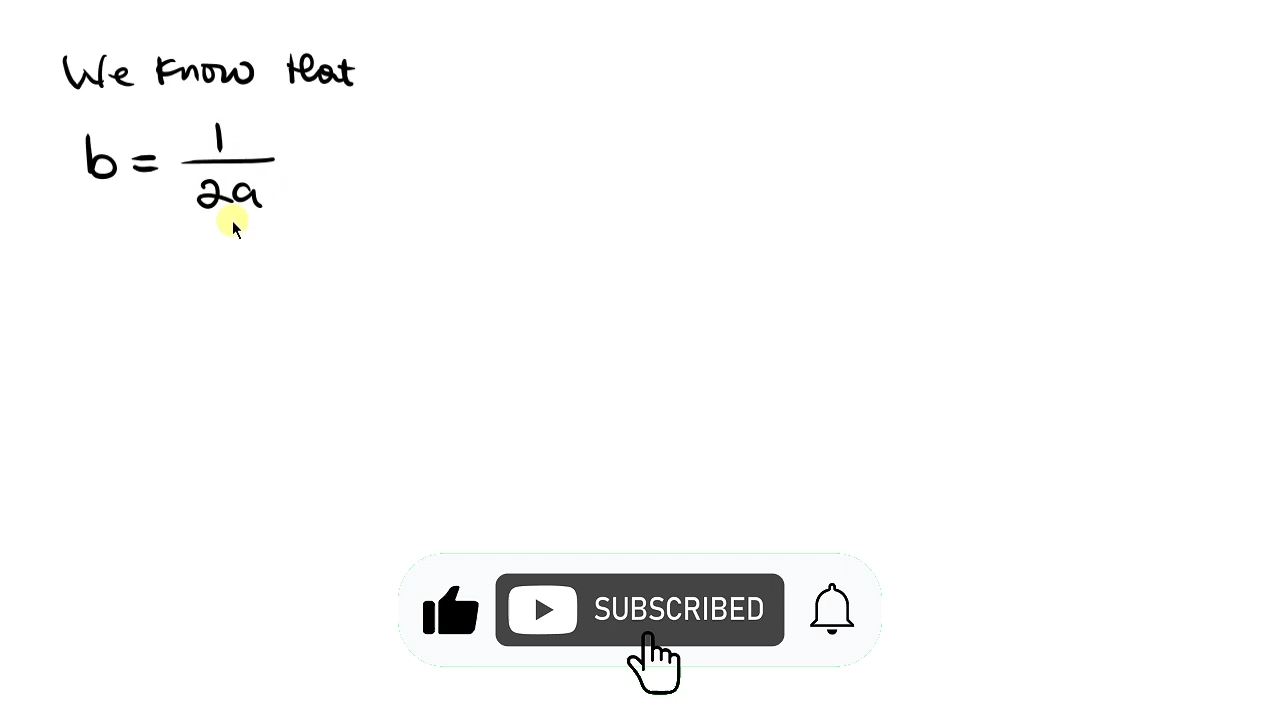 We know that
b = 1/2a
SUBSCRIBED